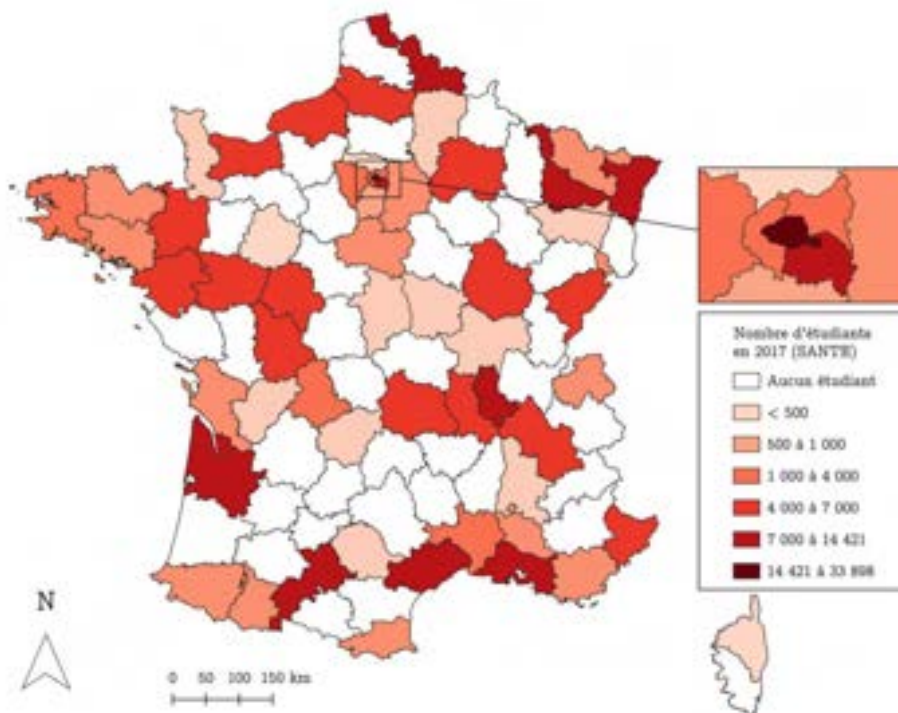 Nombre d'étudiants
en 2017 (SANTE)
Aucun étudiant
< 500
500 à 1 000
1 000 à 4 000
4 000 à 7 000
7 000 à 14 421
14 421 à 33 898
N
0 50 100 150 km